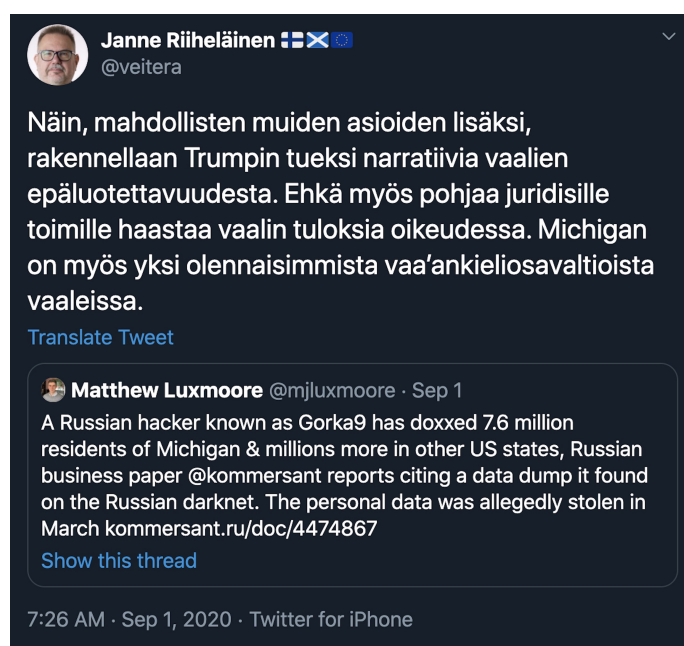 Janne Riiheläinen 🇫🇮🏴󠁧󠁢󠁳󠁣󠁴󠁿🇪🇺
@veitera
Näin, mahdollisten muiden asioiden lisäksi,
rakennellaan Trumpin tueksi narratiivia vaalien
epäluotettavuudesta. Ehkä myös pohjaa juridisille
toimille haastaa vaalin tuloksia oikeudessa. Michigan
on myös yksi olennaisimmista vaa’ankieliosavaltioista
vaaleissa.
Translate Tweet
Matthew Luxmoore @mjluxmoore · Sep 1
A Russian hacker known as Gorka9 has doxxed 7.6 million
residents of Michigan & millions more in other US states, Russian
business paper @kommersant reports citing a data dump it found
on the Russian darknet. The personal data was allegedly stolen in
March kommersant.ru/doc/4474867
Show this thread
7:26 AM · Sep 1, 2020 · Twitter for iPhone